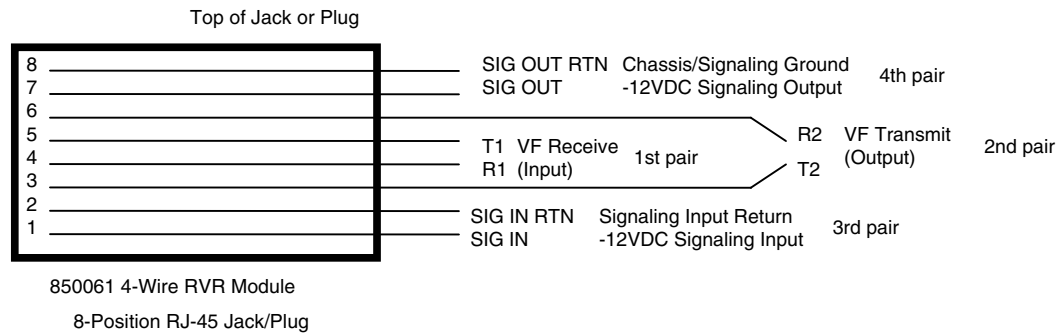 Top of Jack or Plug
8 SIG OUT RTN Chassis/Signaling Ground
7 SIG OUT -12VDC Signaling Output 4th pair
6 R2 VF Transmit
5 T1 VF Receive 1st pair (Output) 2nd pair
4 R1 (Input) T2
3
2 SIG IN RTN Signaling Input Return
1 SIG IN -12VDC Signaling Input 3rd pair
850061 4-Wire RVR Module
8-Position RJ-45 Jack/Plug